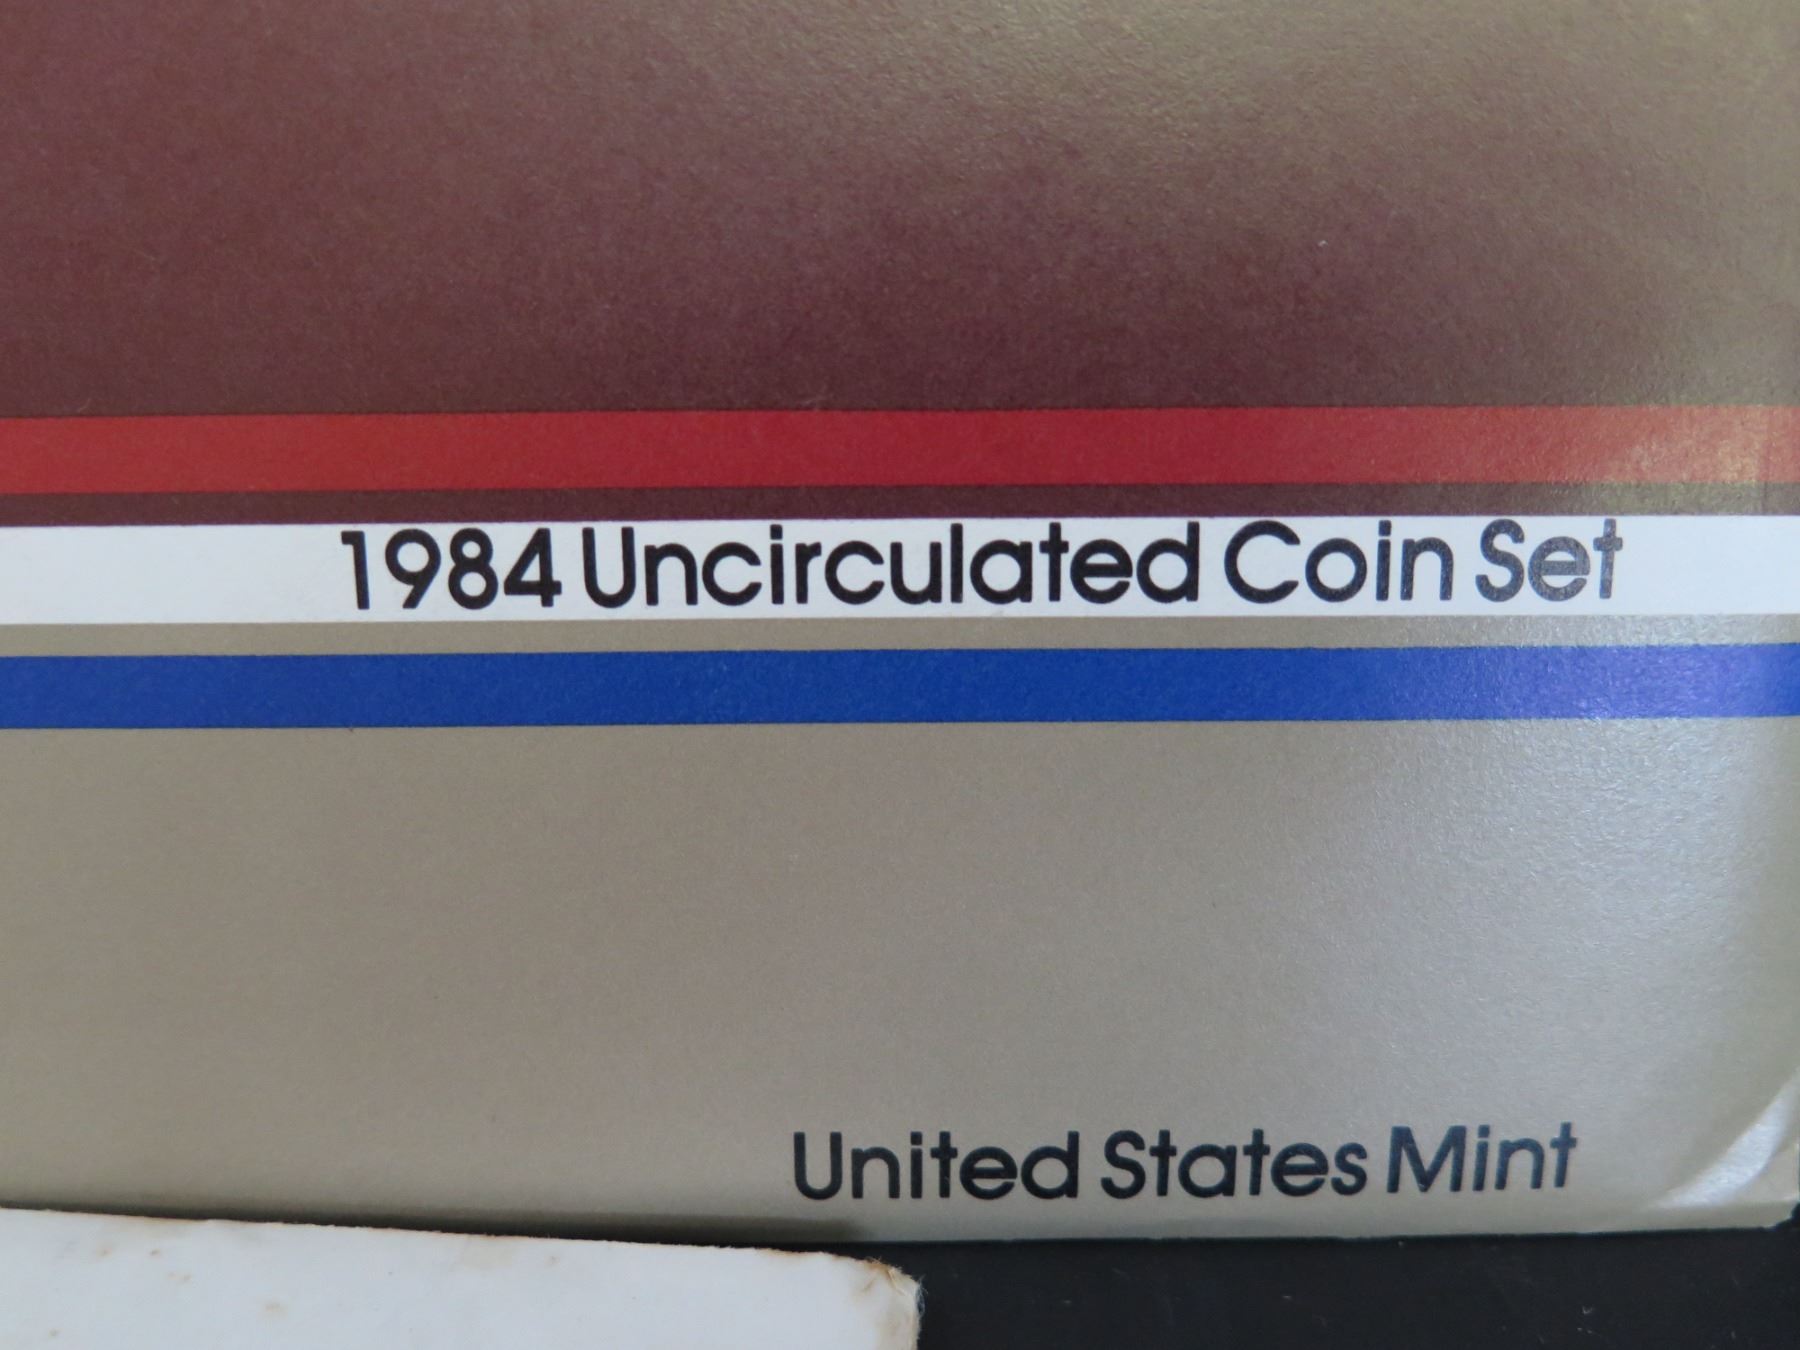 1984 Uncirculated Coin Set
United States Mint